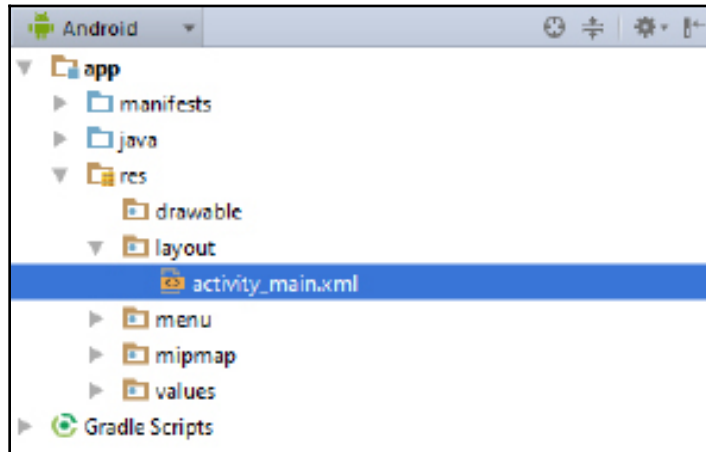 Android
app
manifests
java
res
drawable
layout
activity_main.xml
menu
mipmap
values
Gradle Scripts